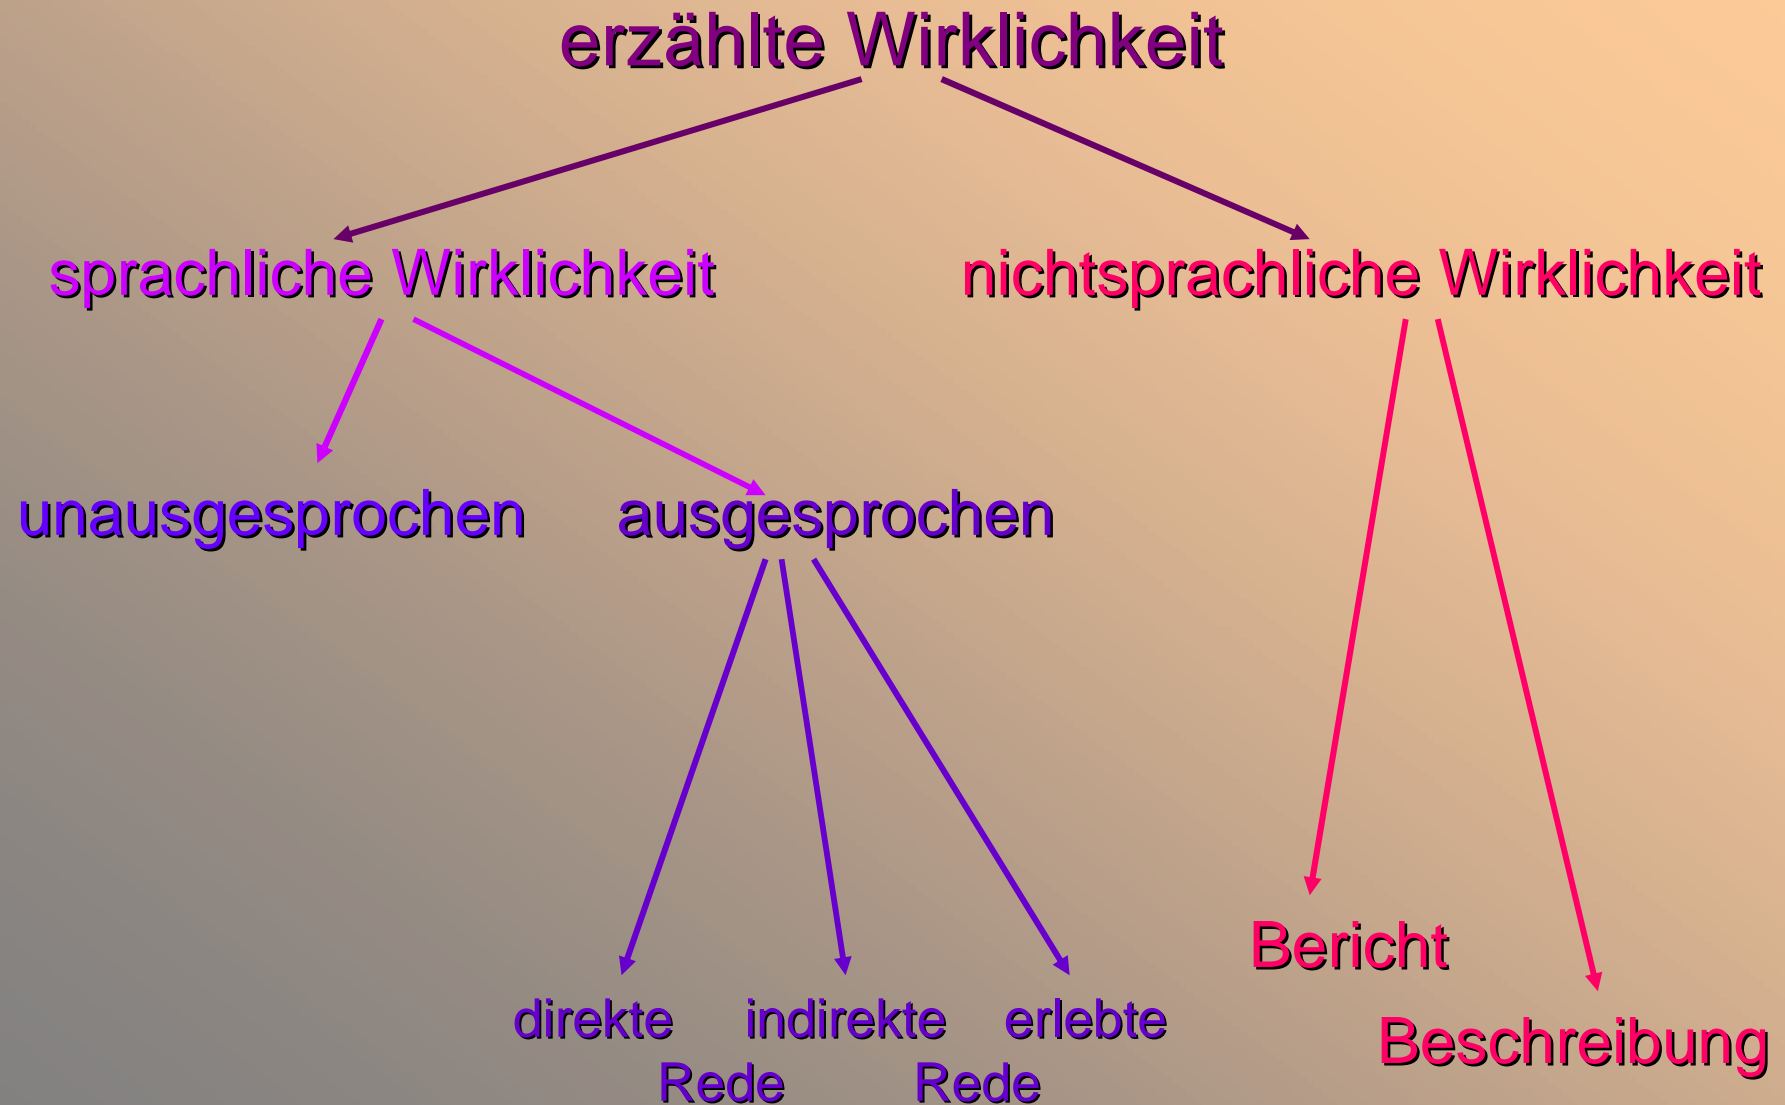 erzählte Wirklichkeit
sprachliche Wirklichkeit
nichtsprachliche Wirklichkeit
unausgesprochen
ausgesprochen
Bericht
direkte indirekte erlebte
Beschreibung
Rede Rede